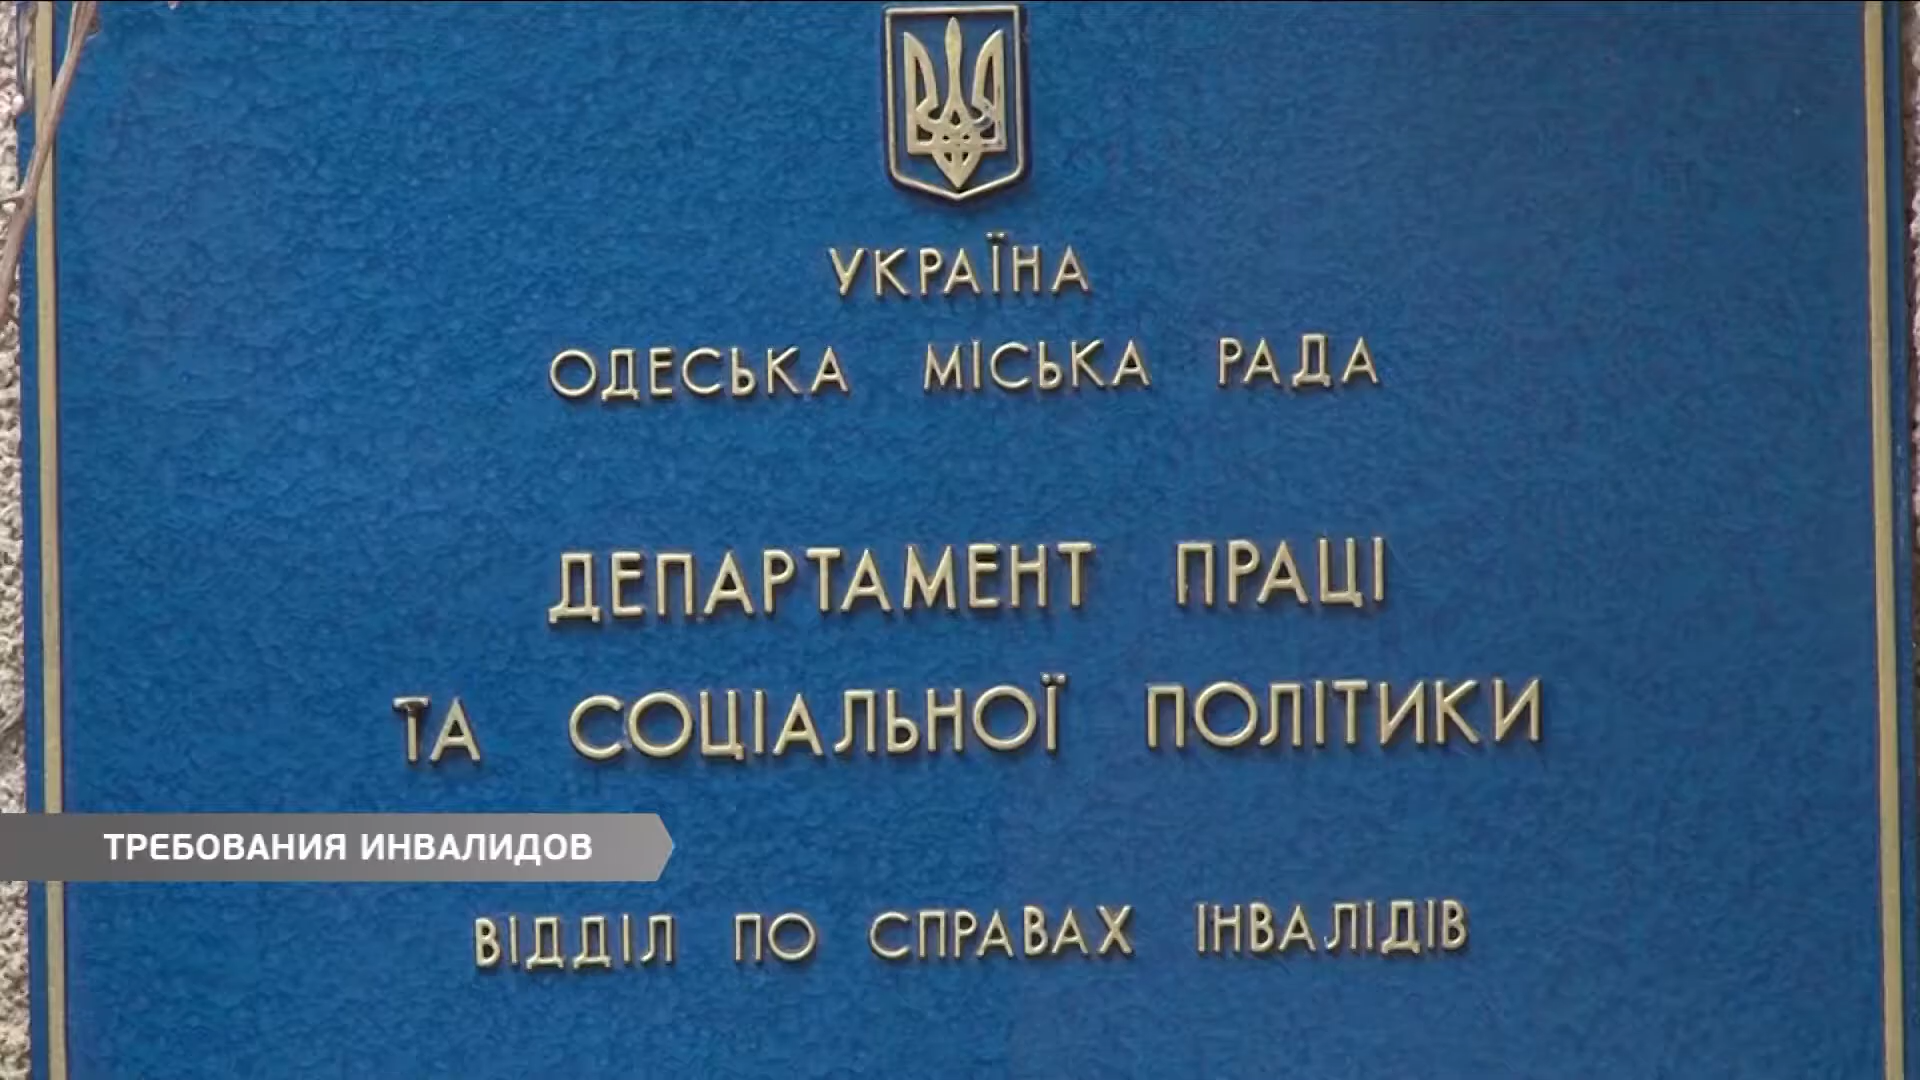 УКРАЇНА
ОДЕСЬКА МІСЬКА РАДА
ДЕПАРТАМЕНТ ПРАЦІ
ТА СОЦІАЛЬНОЇ ПОЛІТИКИ
ТРЕБОВАНИЯ ИНВАЛИДОВ
ВІДДІЛ ПО СПРАВАХ ІНВАЛІДІВ